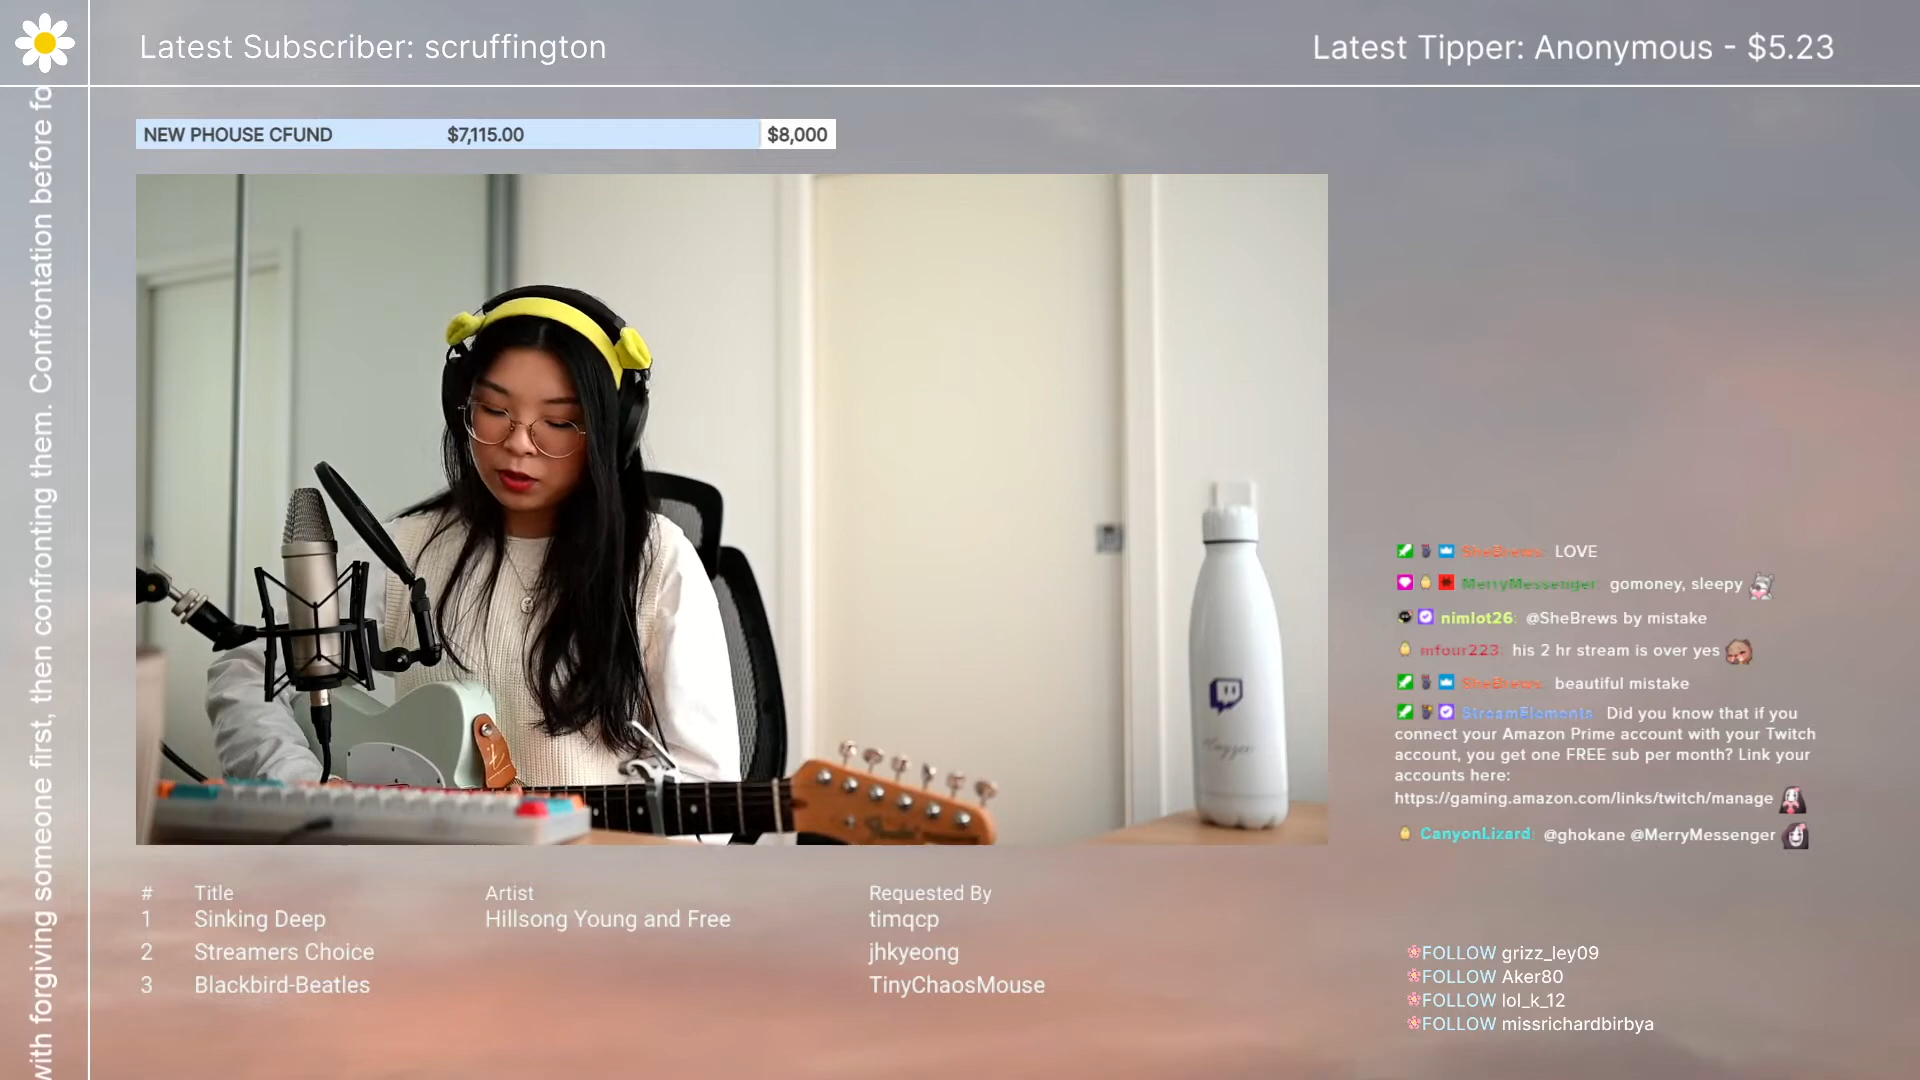 Latest Subscriber: scruffington
Latest Tipper: Anonymous - $5.23
with forgiving someone first, then confronting them. Confrontation before fo
NEW PHOUSE CFUND $7,115.00 $8,000
SheBrews: LOVE
MerryMessenger: gomoney, sleepy
nimlot26: @SheBrews by mistake
mfour223: his 2 hr stream is over yes
SheBrews: beautiful mistake
StreamElements: Did you know that if you
connect your Amazon Prime account with your Twitch
account, you get one FREE sub per month? Link your
accounts here:
https://gaming.amazon.com/links/twitch/manage
CanyonLizard: @ghokane @MerryMessenger
# Title Artist Requested By
1 Sinking Deep Hillsong Young and Free timqcp
2 Streamers Choice jhkyeong
3 Blackbird-Beatles TinyChaosMouse
FOLLOW grizz_ley09
FOLLOW Aker80
FOLLOW lol_k_12
FOLLOW missrichardbirbya